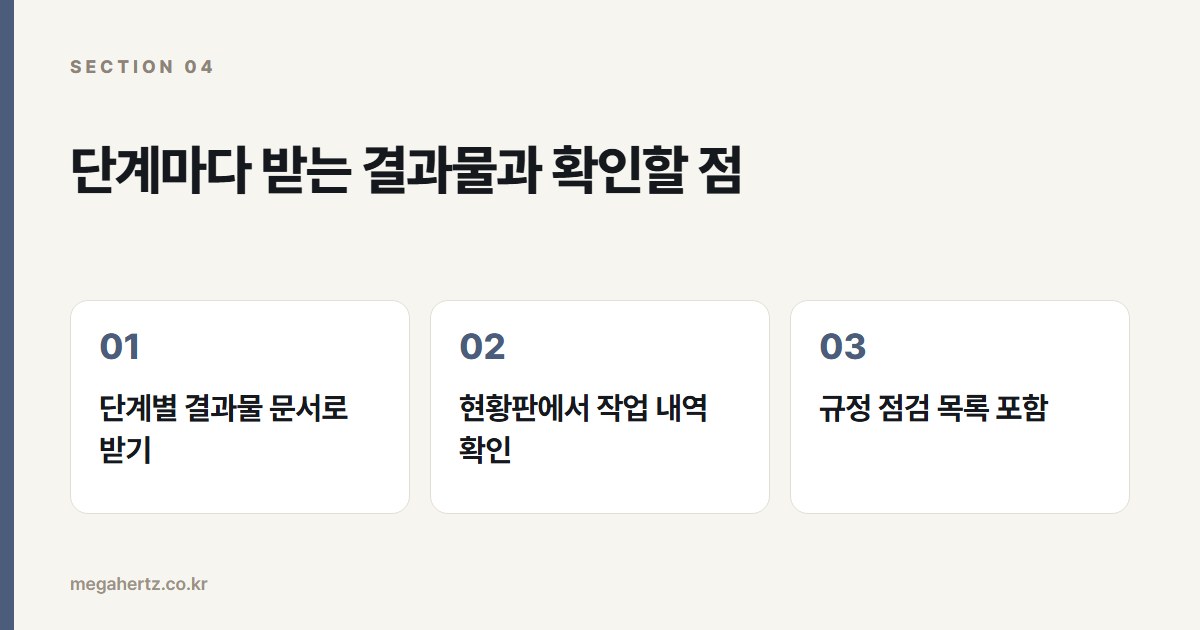 SECTION 04
단계마다 받는 결과물과 확인할 점
01
단계별 결과물 문서로
받기
02
현황판에서 작업 내역
확인
03
규정 점검 목록 포함
megahertz.co.kr